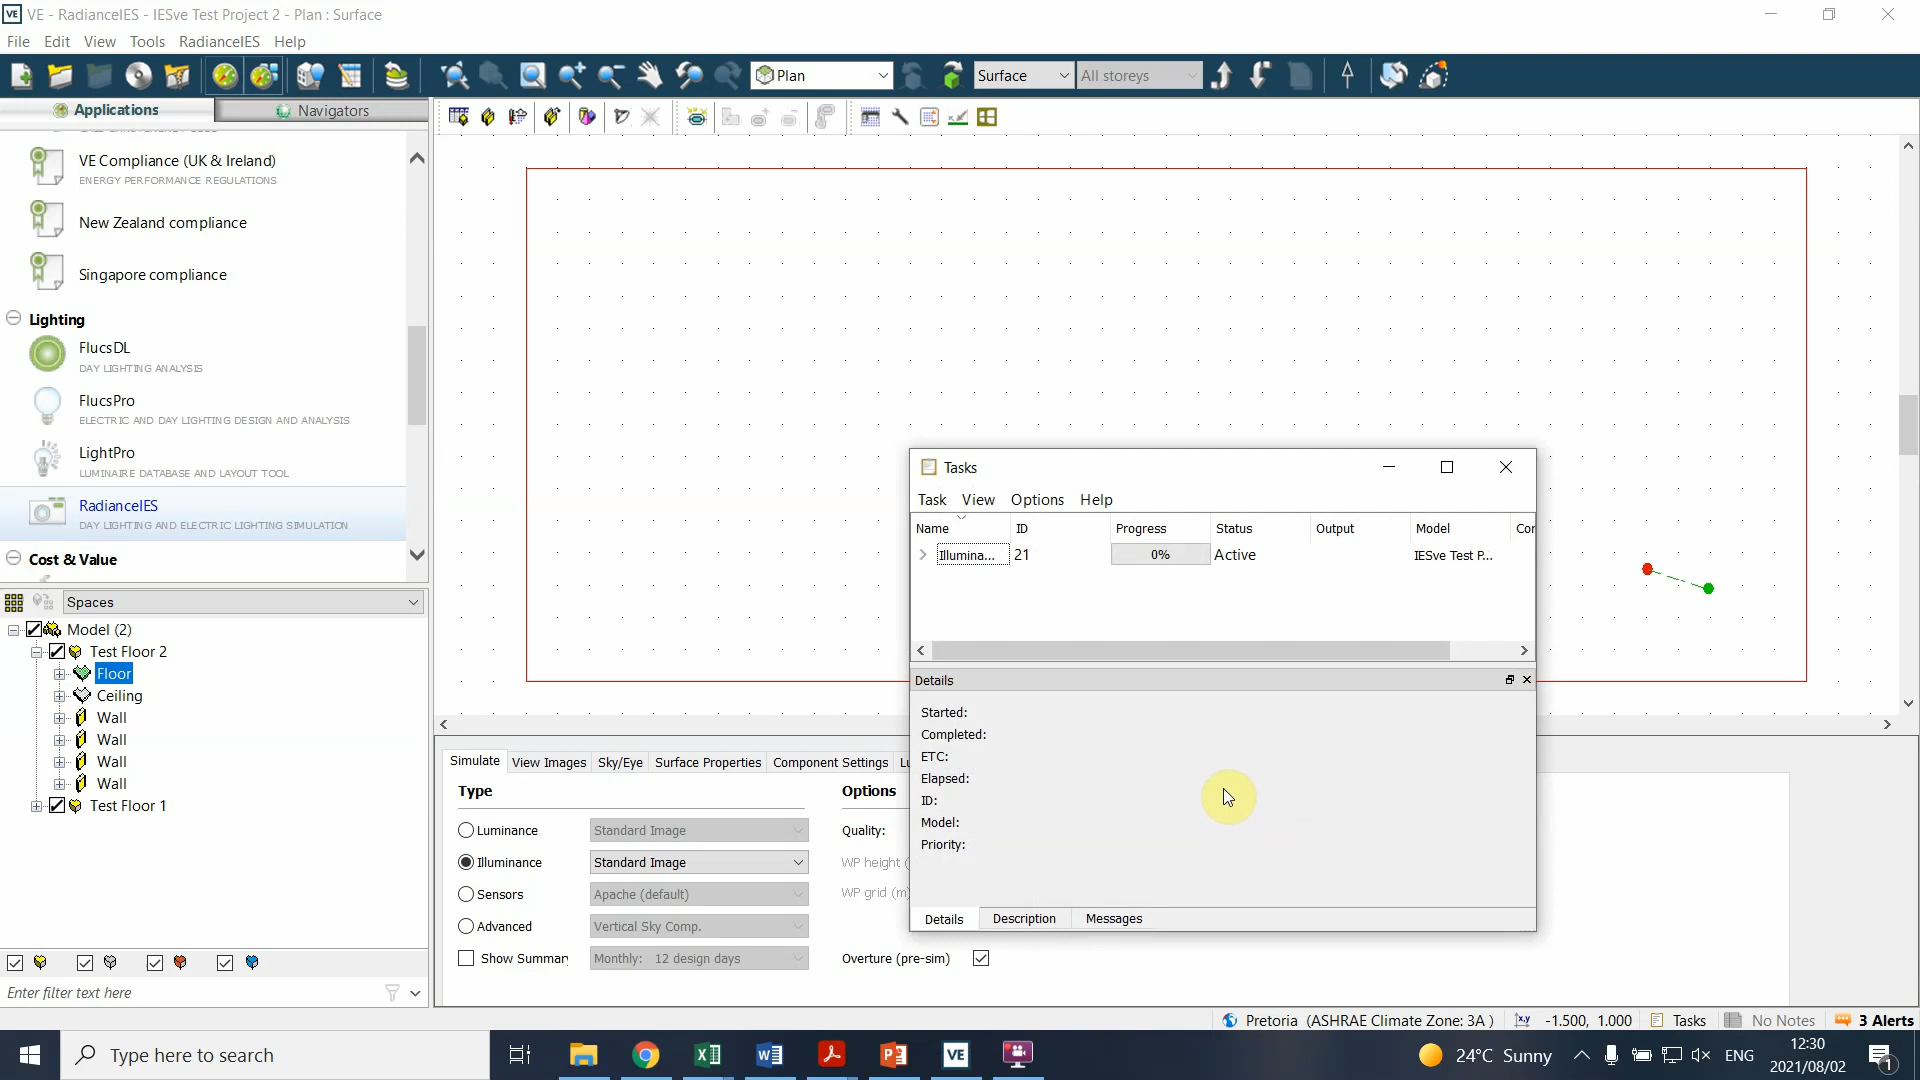 VE VE - RadianceIES - IESve Test Project 2 - Plan : Surface
File Edit View Tools RadianceIES Help
Plan Surface All storeys
Applications Navigators
VE Compliance (UK & Ireland)
ENERGY PERFORMANCE REGULATIONS
New Zealand compliance
Singapore compliance
Lighting
FlucsDL
DAY LIGHTING ANALYSIS
FlucsPro
ELECTRIC AND DAY LIGHTING DESIGN AND ANALYSIS
LightPro
LUMINAIRE DATABASE AND LAYOUT TOOL
RadianceIES
DAY LIGHTING AND ELECTRIC LIGHTING SIMULATION
Cost & Value
Spaces
Model (2)
Test Floor 2
Floor
Ceiling
Wall
Wall
Wall
Wall
Test Floor 1
Enter filter text here
Tasks
Task View Options Help
Name ID Progress Status Output Model Cor
Illumina... 21 0% Active IESve Test P...
Details
Started:
Completed:
ETC:
Elapsed:
ID:
Model:
Priority:
Details Description Messages
Simulate View Images Sky/Eye Surface Properties Component Settings
Type Options
Luminance Standard Image Quality:
Illuminance Standard Image WP height (
Sensors Apache (default) WP grid (m)
Advanced Vertical Sky Comp.
Show Summar Monthly: 12 design days Overture (pre-sim)
Pretoria (ASHRAE Climate Zone: 3A ) x,y -1.500, 1.000 Tasks No Notes 3 Alerts
Type here to search VE 24°C Sunny ENG 12:30
2021/08/02
1